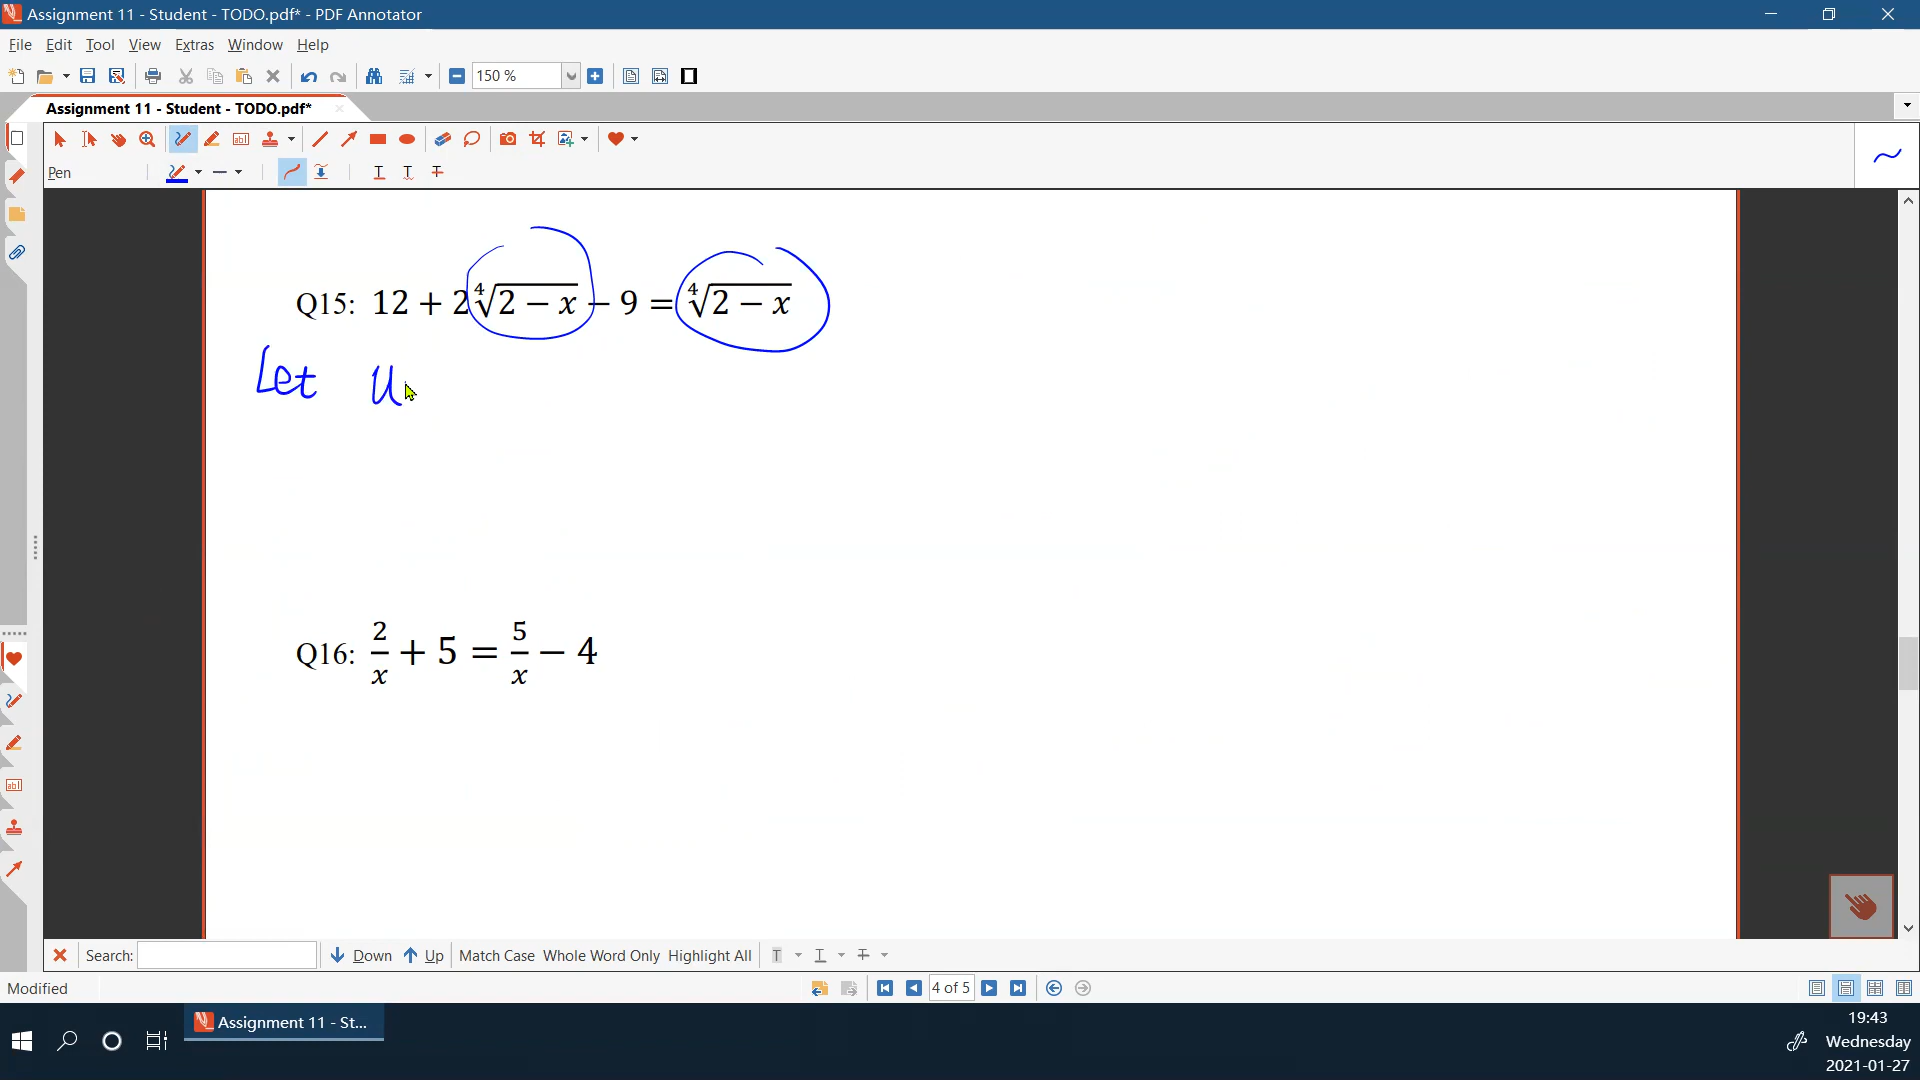 Assignment 11 - Student - TODO.pdf* - PDF Annotator
File Edit Tool View Extras Window Help
150 %
Assignment 11 - Student - TODO.pdf*
Pen
Q15: 12 + 2∜(2 − x) − 9 = ∜(2 − x)
Let u
Q16: 2/x + 5 = 5/x − 4
Search: Down Up Match Case Whole Word Only Highlight All
Modified 4 of 5
Assignment 11 - St...
19:43
Wednesday
2021-01-27